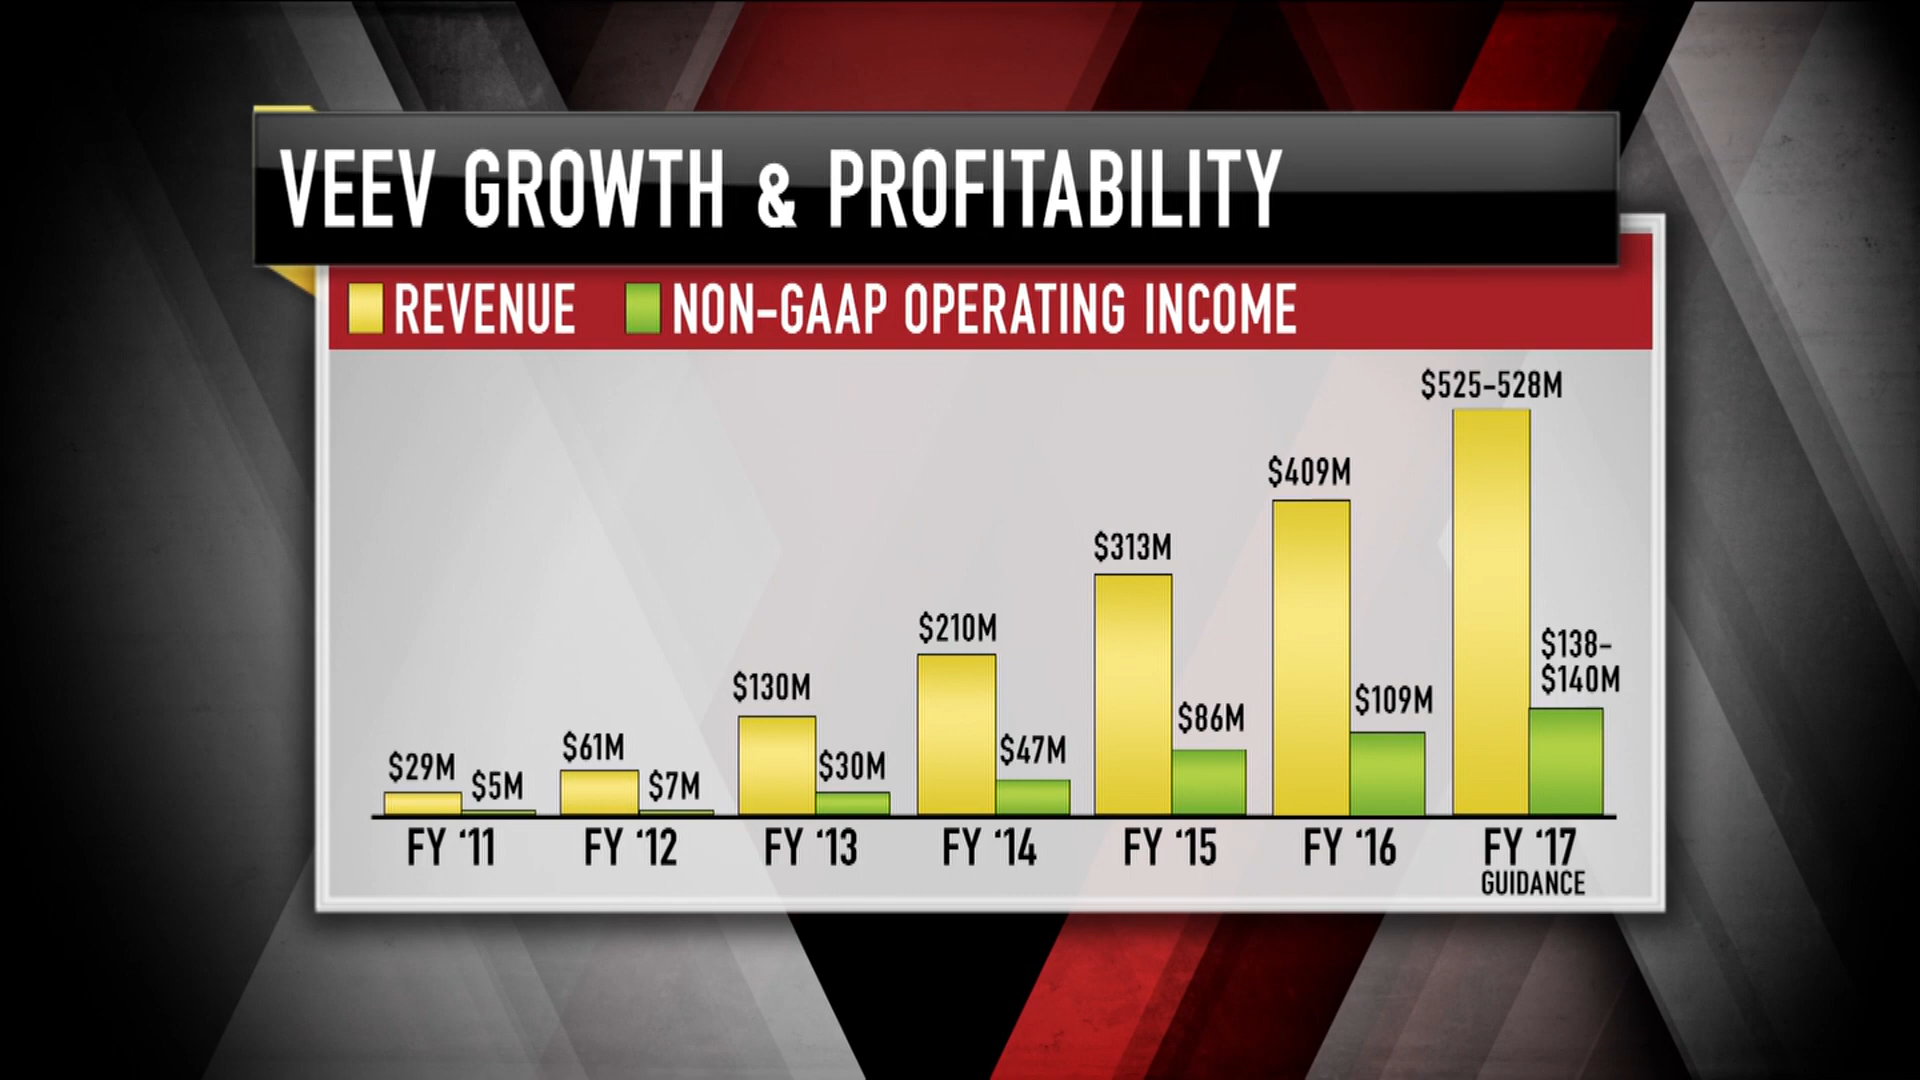 VEEV GROWTH & PROFITABILITY
REVENUE NON-GAAP OPERATING INCOME
$525-528M
$409M
$313M
$210M
$138-
$140M
$130M
$109M
$86M
$61M
$47M
$30M
$29M
$5M
$7M
FY ‘11 FY ‘12 FY ‘13 FY ‘14 FY ‘15 FY ‘16 FY ‘17
GUIDANCE